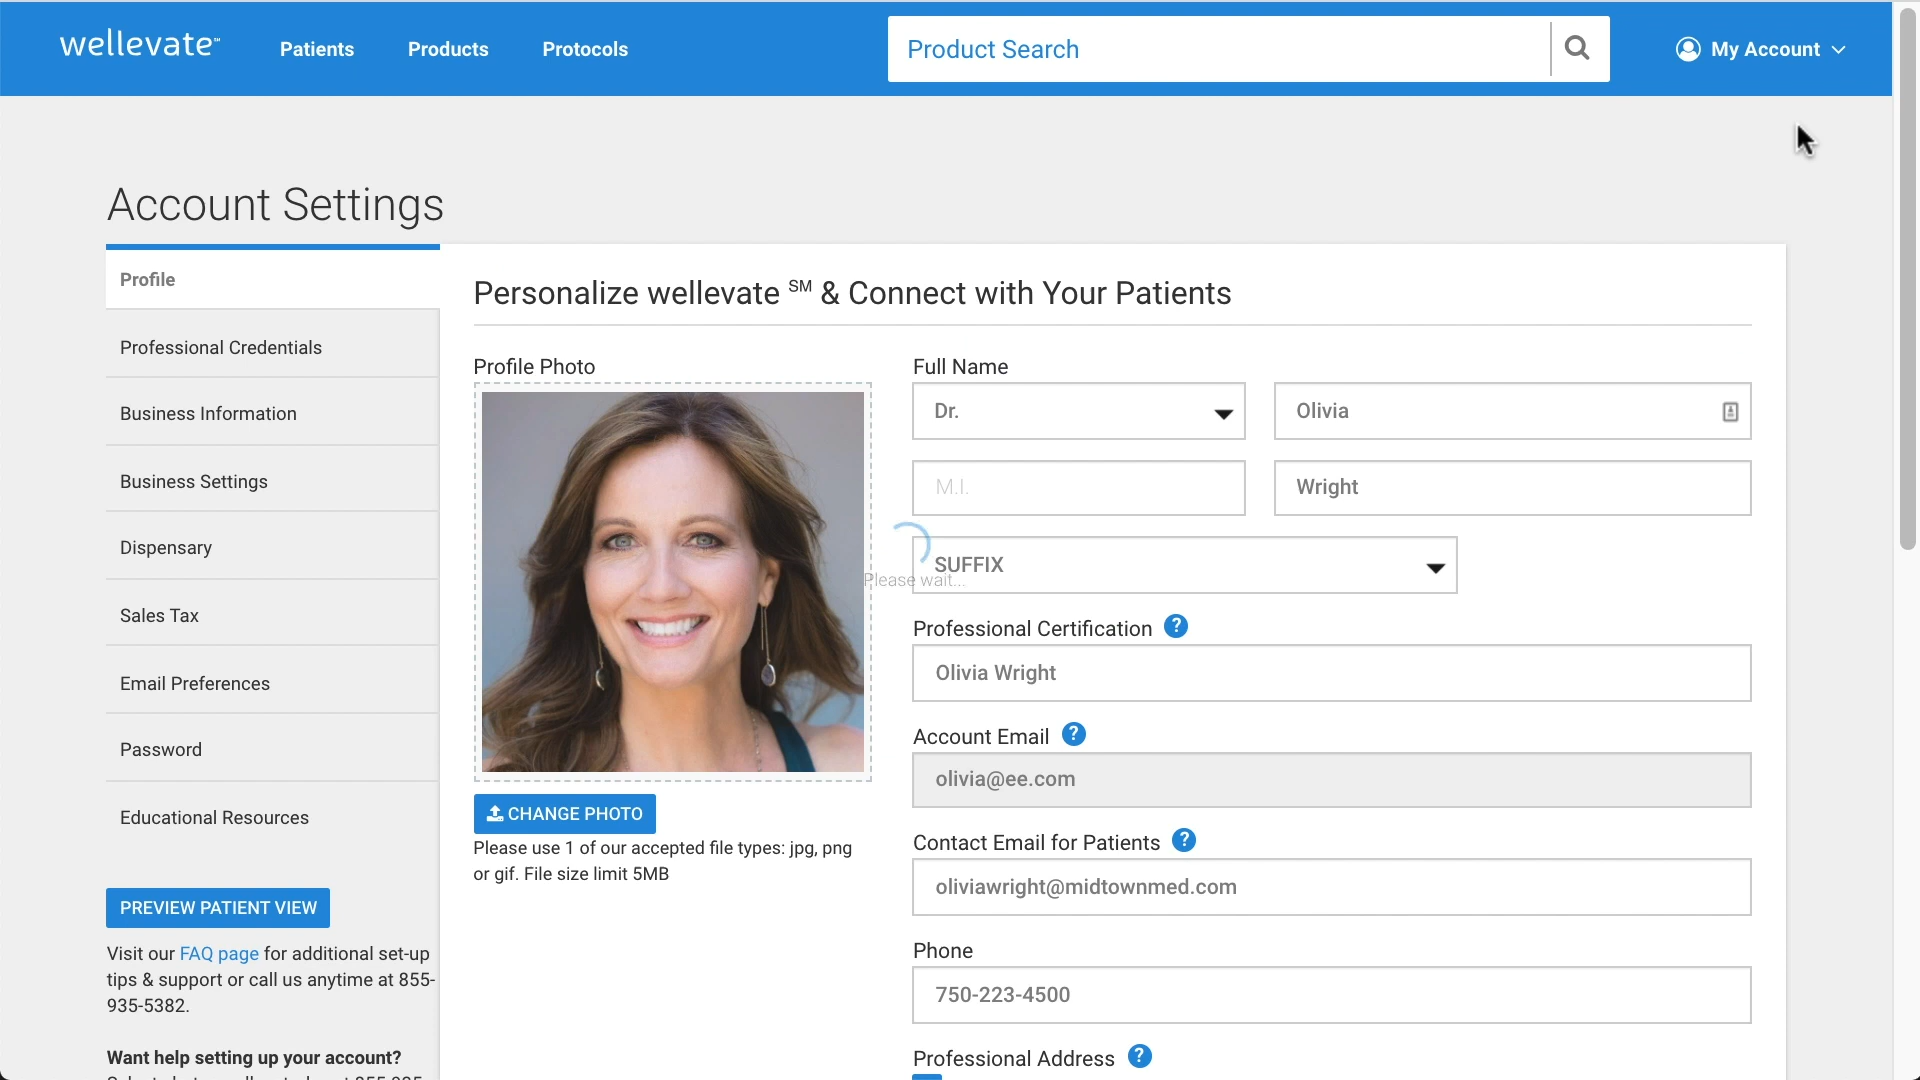 wellevate™
Patients
Products
Protocols
Product Search
My Account
Account Settings
Profile
Professional Credentials
Business Information
Business Settings
Dispensary
Sales Tax
Email Preferences
Password
Educational Resources
PREVIEW PATIENT VIEW
Visit our FAQ page for additional set-up
tips & support or call us anytime at 855-
935-5382.
Want help setting up your account?
Personalize wellevate SM & Connect with Your Patients
Profile Photo
CHANGE PHOTO
Please use 1 of our accepted file types: jpg, png
or gif. File size limit 5MB
Full Name
Dr.
Olivia
M.I.
Wright
SUFFIX
Please wait...
Professional Certification ?
Olivia Wright
Account Email ?
olivia@ee.com
Contact Email for Patients ?
oliviawright@midtownmed.com
Phone
750-223-4500
Professional Address ?